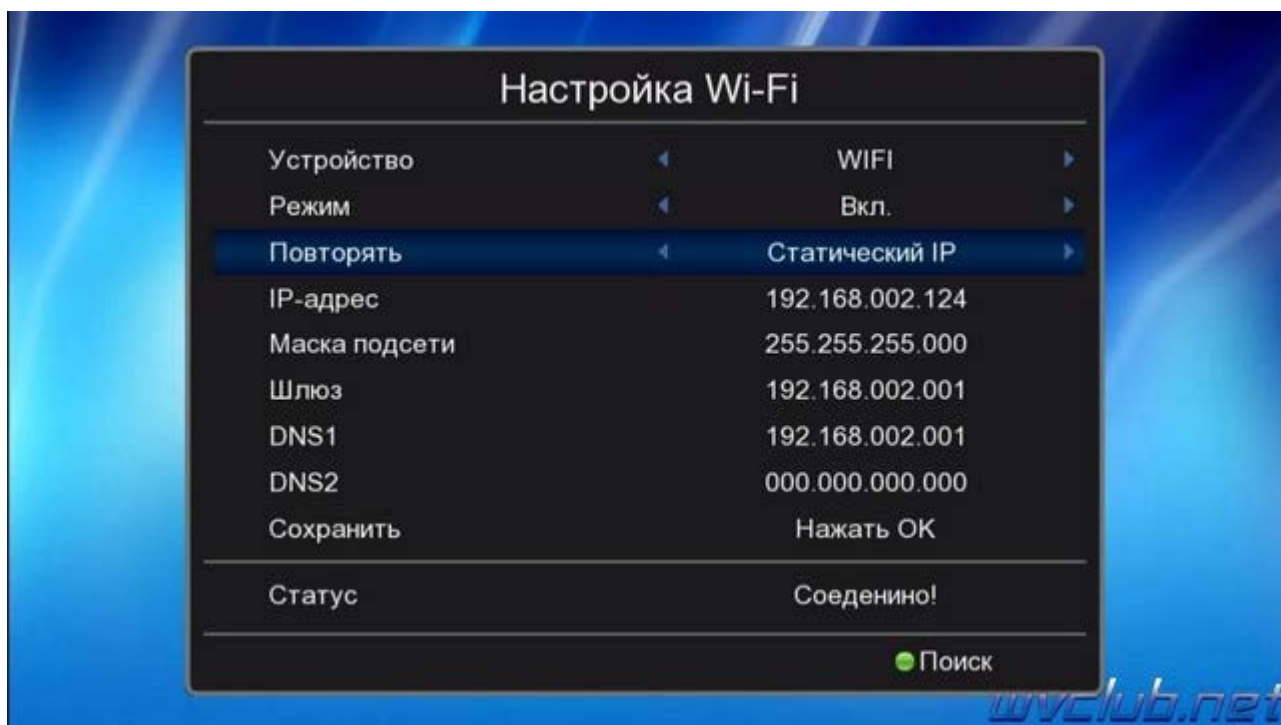 Настройка Wi-Fi
Устройство WIFI
Режим Вкл.
Повторять Статический IP
IP-адрес 192.168.002.124
Маска подсети 255.255.255.000
Шлюз 192.168.002.001
DNS1 192.168.002.001
DNS2 000.000.000.000
Сохранить Нажать OK
Статус Соеденино!
Поиск
wvclub.net